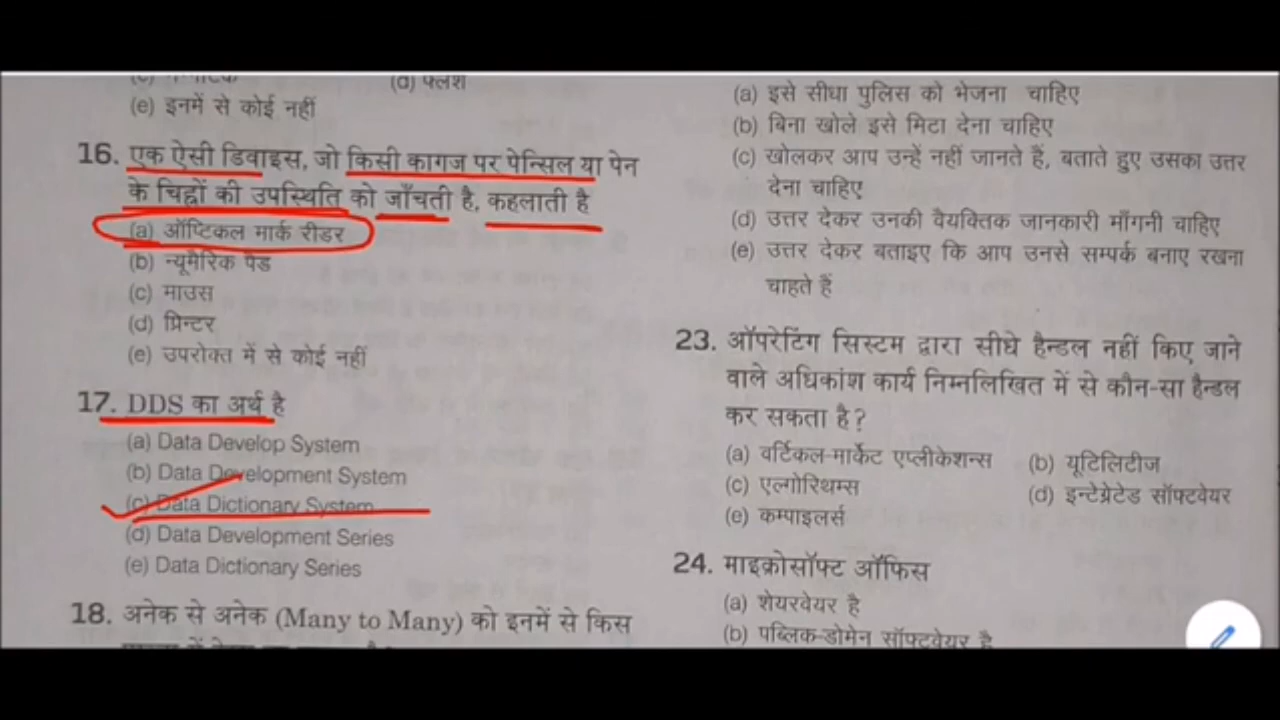 (d) फ्लश
(e) इनमें से कोई नहीं
16. एक ऐसी डिवाइस, जो किसी कागज पर पेन्सिल या पेन
के चिह्नों की उपस्थिति को जाँचती है, कहलाती है
(a) ऑप्टिकल मार्क रीडर
(b) न्यूमैरिक पैड
(c) माउस
(d) प्रिन्टर
(e) उपरोक्त में से कोई नहीं
17. DDS का अर्थ है
(a) Data Develop System
(b) Data Development System
(c) Data Dictionary System
(d) Data Development Series
(e) Data Dictionary Series
18. अनेक से अनेक (Many to Many) को इनमें से किस
(a) इसे सीधा पुलिस को भेजना चाहिए
(b) बिना खोले इसे मिटा देना चाहिए
(c) खोलकर आप उन्हें नहीं जानते हैं, बताते हुए उसका उत्तर
देना चाहिए
(d) उत्तर देकर उनकी वैयक्तिक जानकारी माँगनी चाहिए
(e) उत्तर देकर बताइए कि आप उनसे सम्पर्क बनाए रखना
चाहते हैं
23. ऑपरेटिंग सिस्टम द्वारा सीधे हैन्डल नहीं किए जाने
वाले अधिकांश कार्य निम्नलिखित में से कौन-सा हैन्डल
कर सकता है?
(a) वर्टिकल-मार्केट एप्लीकेशन्स (b) यूटिलिटीज
(c) एल्गोरिथम्स (d) इन्टेग्रेटेड सॉफ्टवेयर
(e) कम्पाइलर्स
24. माइक्रोसॉफ्ट ऑफिस
(a) शेयरवेयर है
(b) पब्लिक-डोमेन सॉफ्टवेयर है